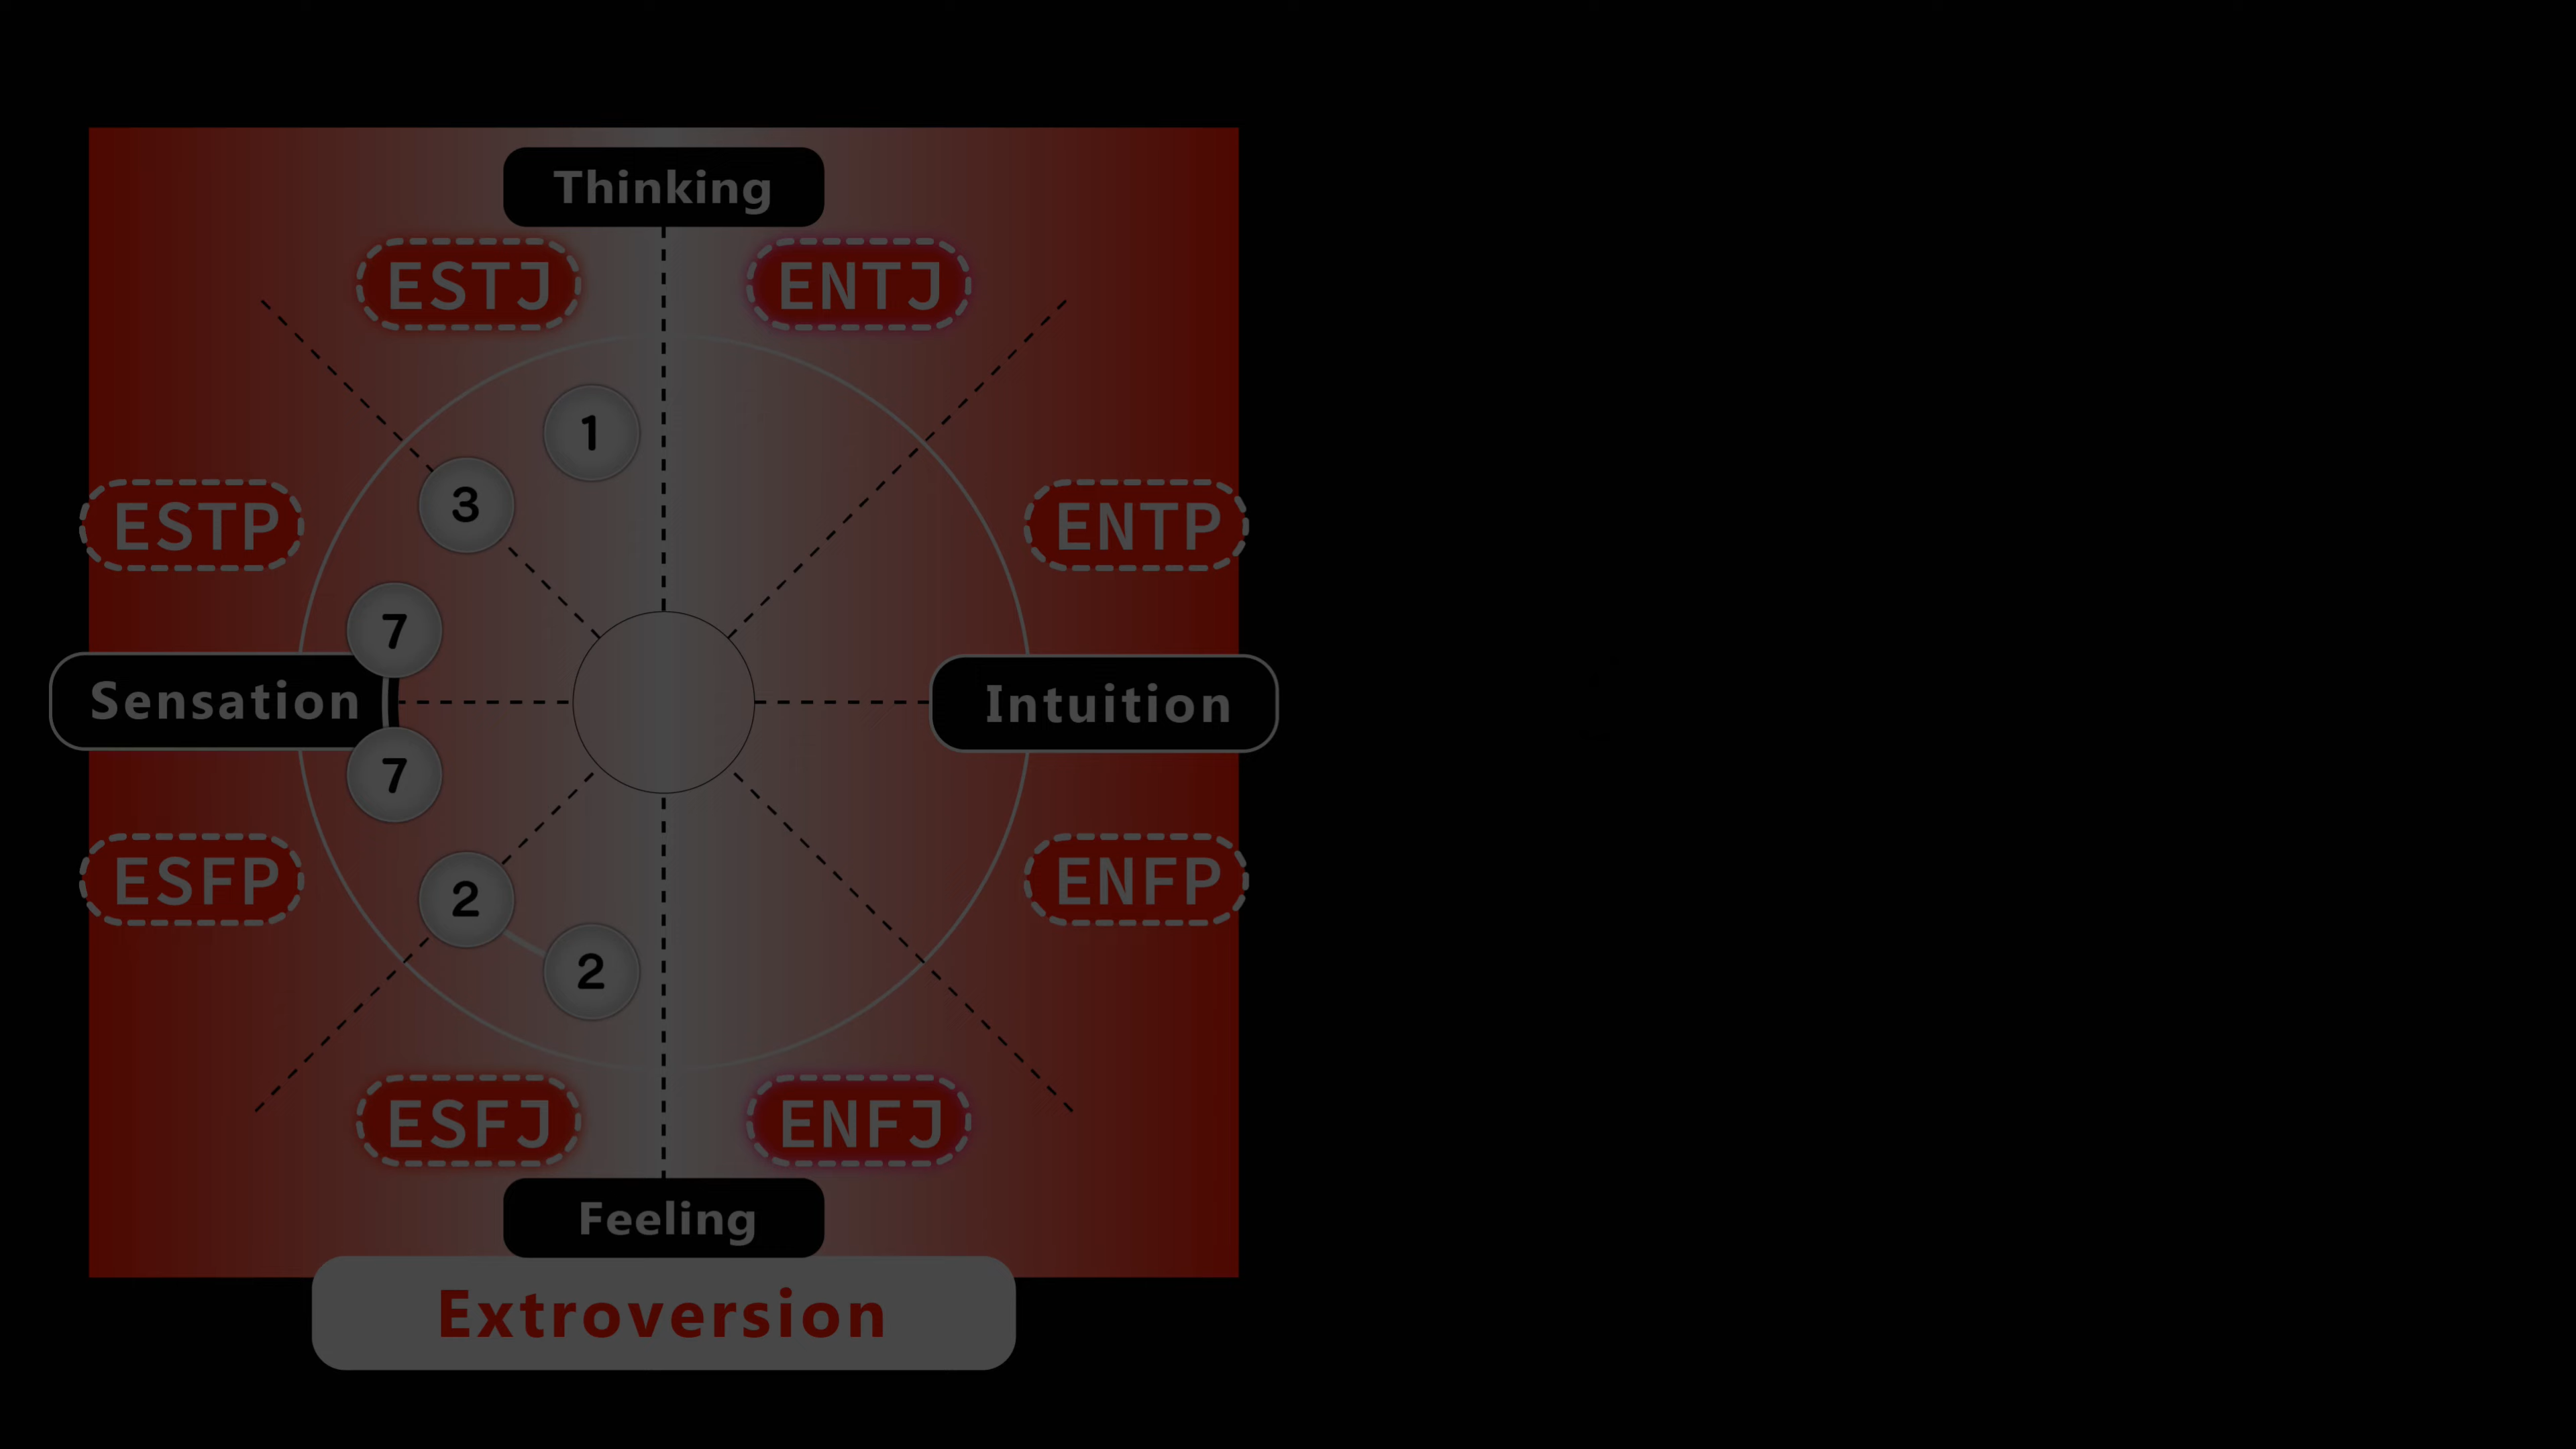 Thinking
ESTJ ENTJ
1
3
ESTP ENTP
7
Sensation Intuition
7
ESFP ENFP
2
2
ESFJ ENFJ
Feeling
Extroversion